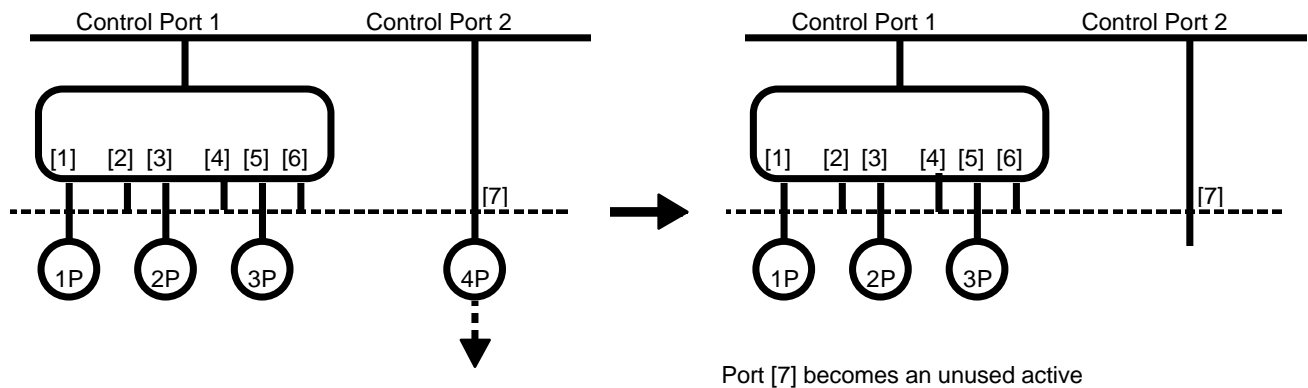 Control Port 1 Control Port 2
[1] [2] [3] [4] [5] [6]
[7]
1P 2P 3P 4P
Control Port 1 Control Port 2
[1] [2] [3] [4] [5] [6]
[7]
1P 2P 3P
Port [7] becomes an unused active